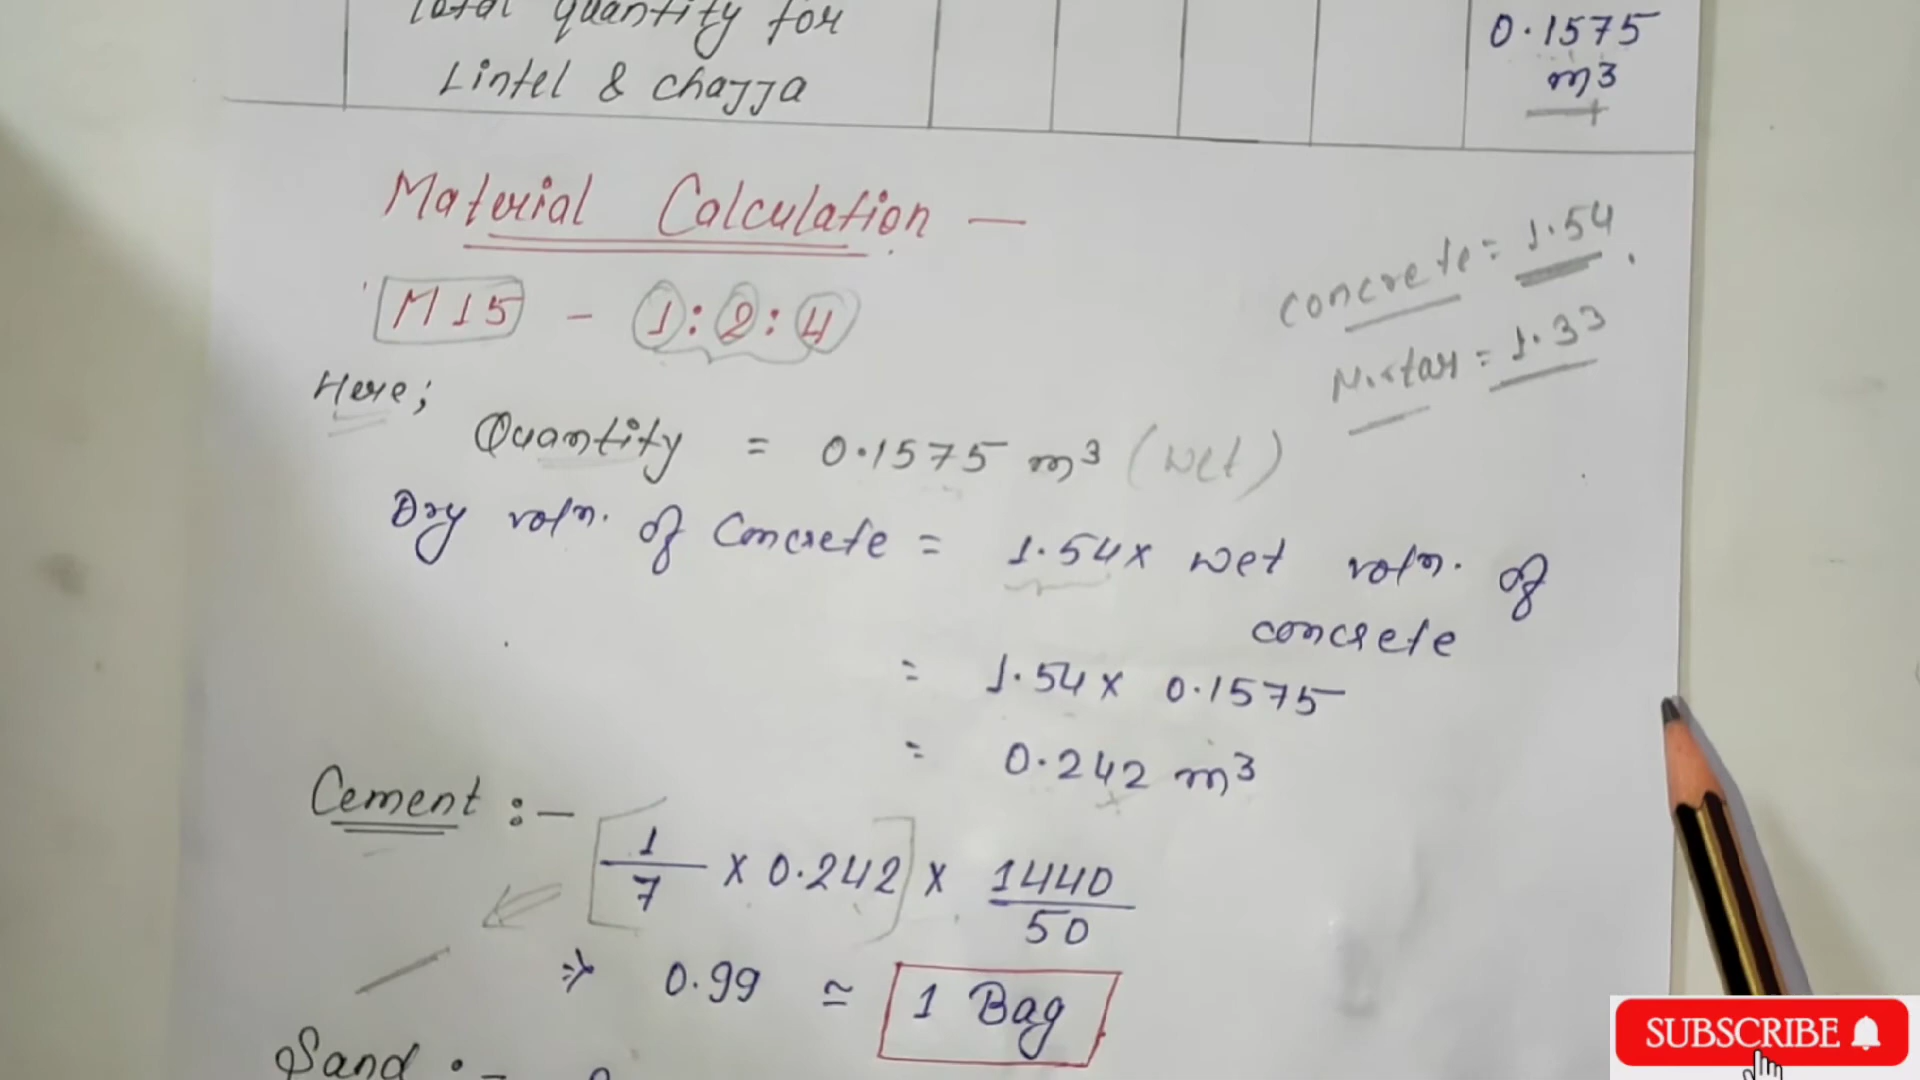 Total quantity for
Lintel & chajja
0.1575
m3
Material Calculation —
Concrete = 1.54
= 1.33
M15 - 1:2:4
Here;
Quantity = 0.1575 m3 (wet)
Dry volm. of Concrete = 1.54 x wet volm. of
concrete
= 1.54 x 0.1575
= 0.242 m3
Cement :- [1/7 x 0.242] x 1440/50
⇒ 0.99 ≃ 1 Bag
Sand :-
SUBSCRIBE